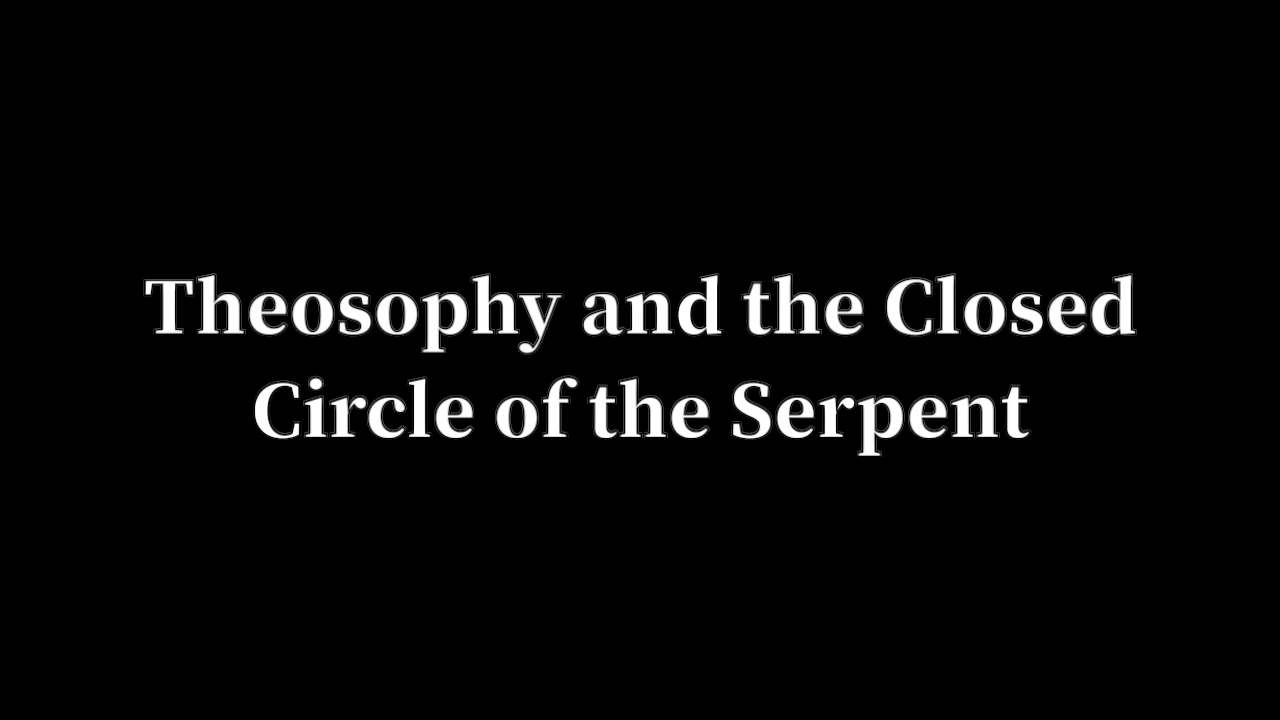 Theosophy and the Closed
Circle of the Serpent